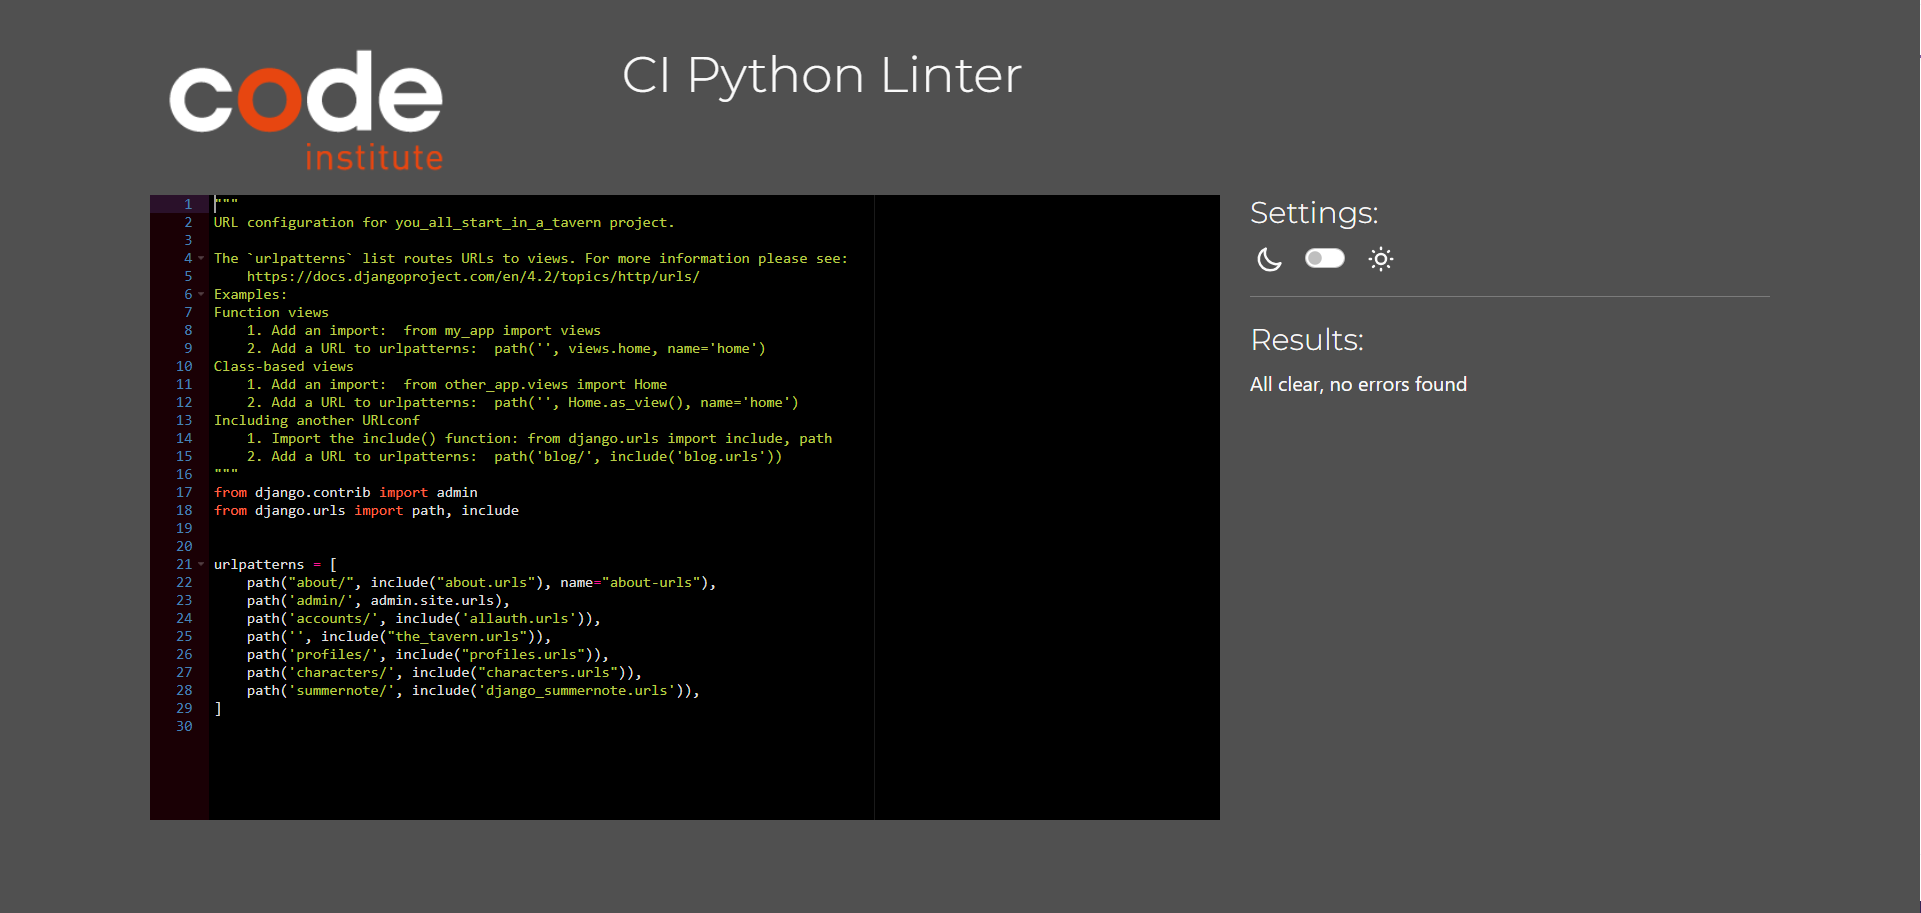 code
institute
CI Python Linter
1 """
2 URL configuration for you_all_start_in_a_tavern project.
3
4 The `urlpatterns` list routes URLs to views. For more information please see:
5     https://docs.djangoproject.com/en/4.2/topics/http/urls/
6 Examples:
7 Function views
8     1. Add an import:  from my_app import views
9     2. Add a URL to urlpatterns:  path('', views.home, name='home')
10 Class-based views
11     1. Add an import:  from other_app.views import Home
12     2. Add a URL to urlpatterns:  path('', Home.as_view(), name='home')
13 Including another URLconf
14     1. Import the include() function: from django.urls import include, path
15     2. Add a URL to urlpatterns:  path('blog/', include('blog.urls'))
16 """
17 from django.contrib import admin
18 from django.urls import path, include
19
20
21 urlpatterns = [
22     path("about/", include("about.urls"), name="about-urls"),
23     path('admin/', admin.site.urls),
24     path('accounts/', include('allauth.urls')),
25     path('', include("the_tavern.urls")),
26     path('profiles/', include("profiles.urls")),
27     path('characters/', include("characters.urls")),
28     path('summernote/', include('django_summernote.urls')),
29 ]
30
Settings:
Results:
All clear, no errors found